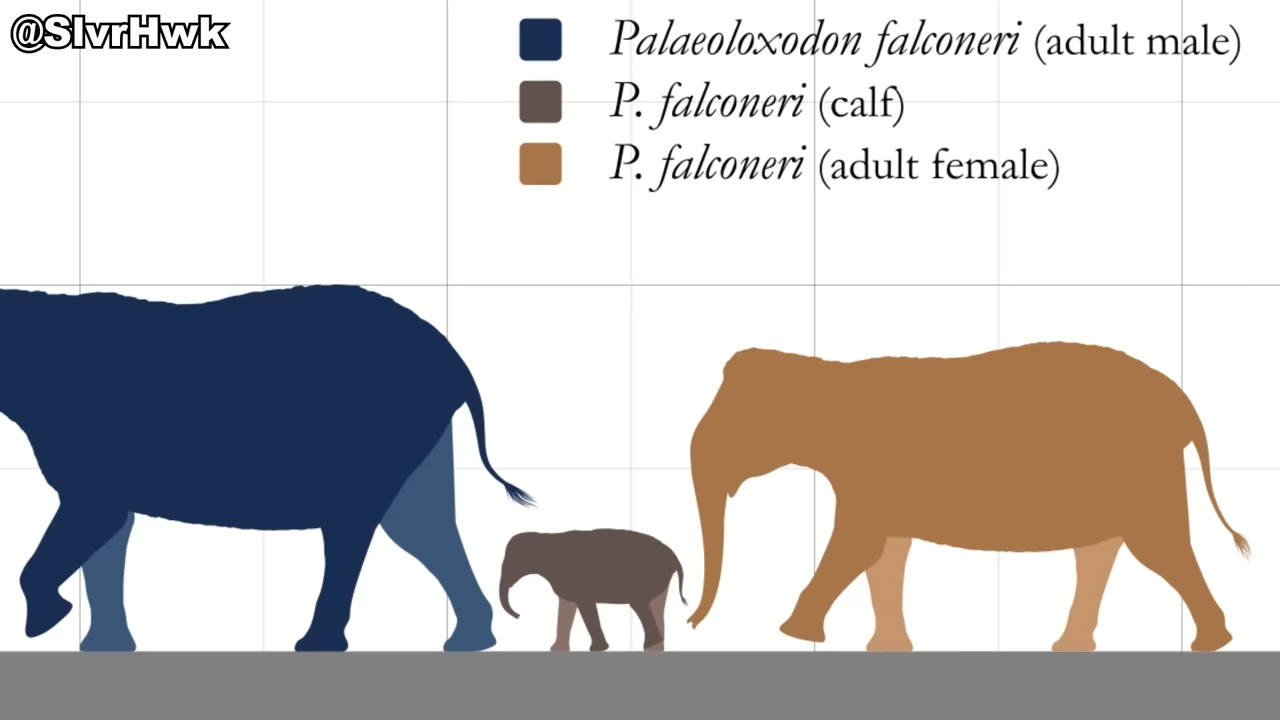 @SlvrHwk
Palaeoloxodon falconeri (adult male)
P. falconeri (calf)
P. falconeri (adult female)